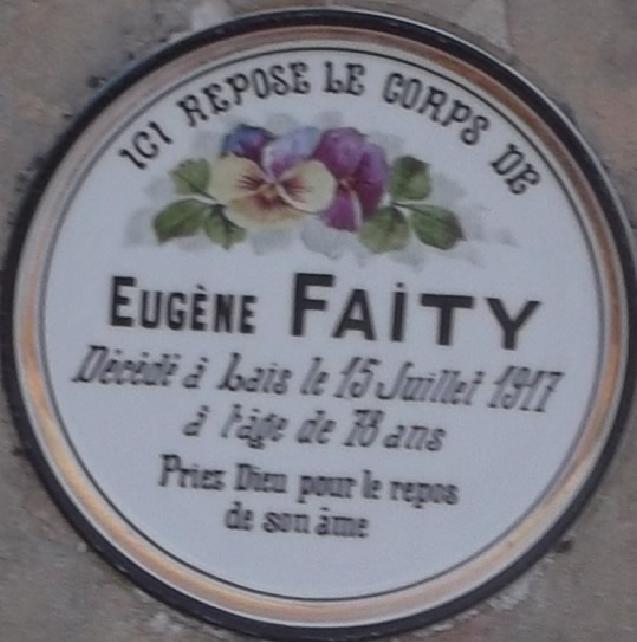 ICI REPOSE LE CORPS DE
EUGÈNE FAITY
Décédé à Lais le 15 Juillet 1917
à l'âge de 78 ans
Priez Dieu pour le repos
de son âme